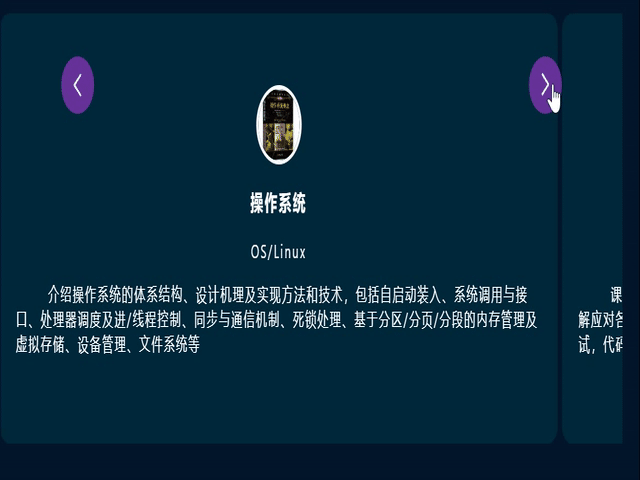 操作系统
OS/Linux
介绍操作系统的体系结构、设计机理及实现方法和技术，包括自启动装入、系统调用与接
口、处理器调度及进/线程控制、同步与通信机制、死锁处理、基于分区/分页/分段的内存管理及
虚拟存储、设备管理、文件系统等
课
解应对各
试，代码